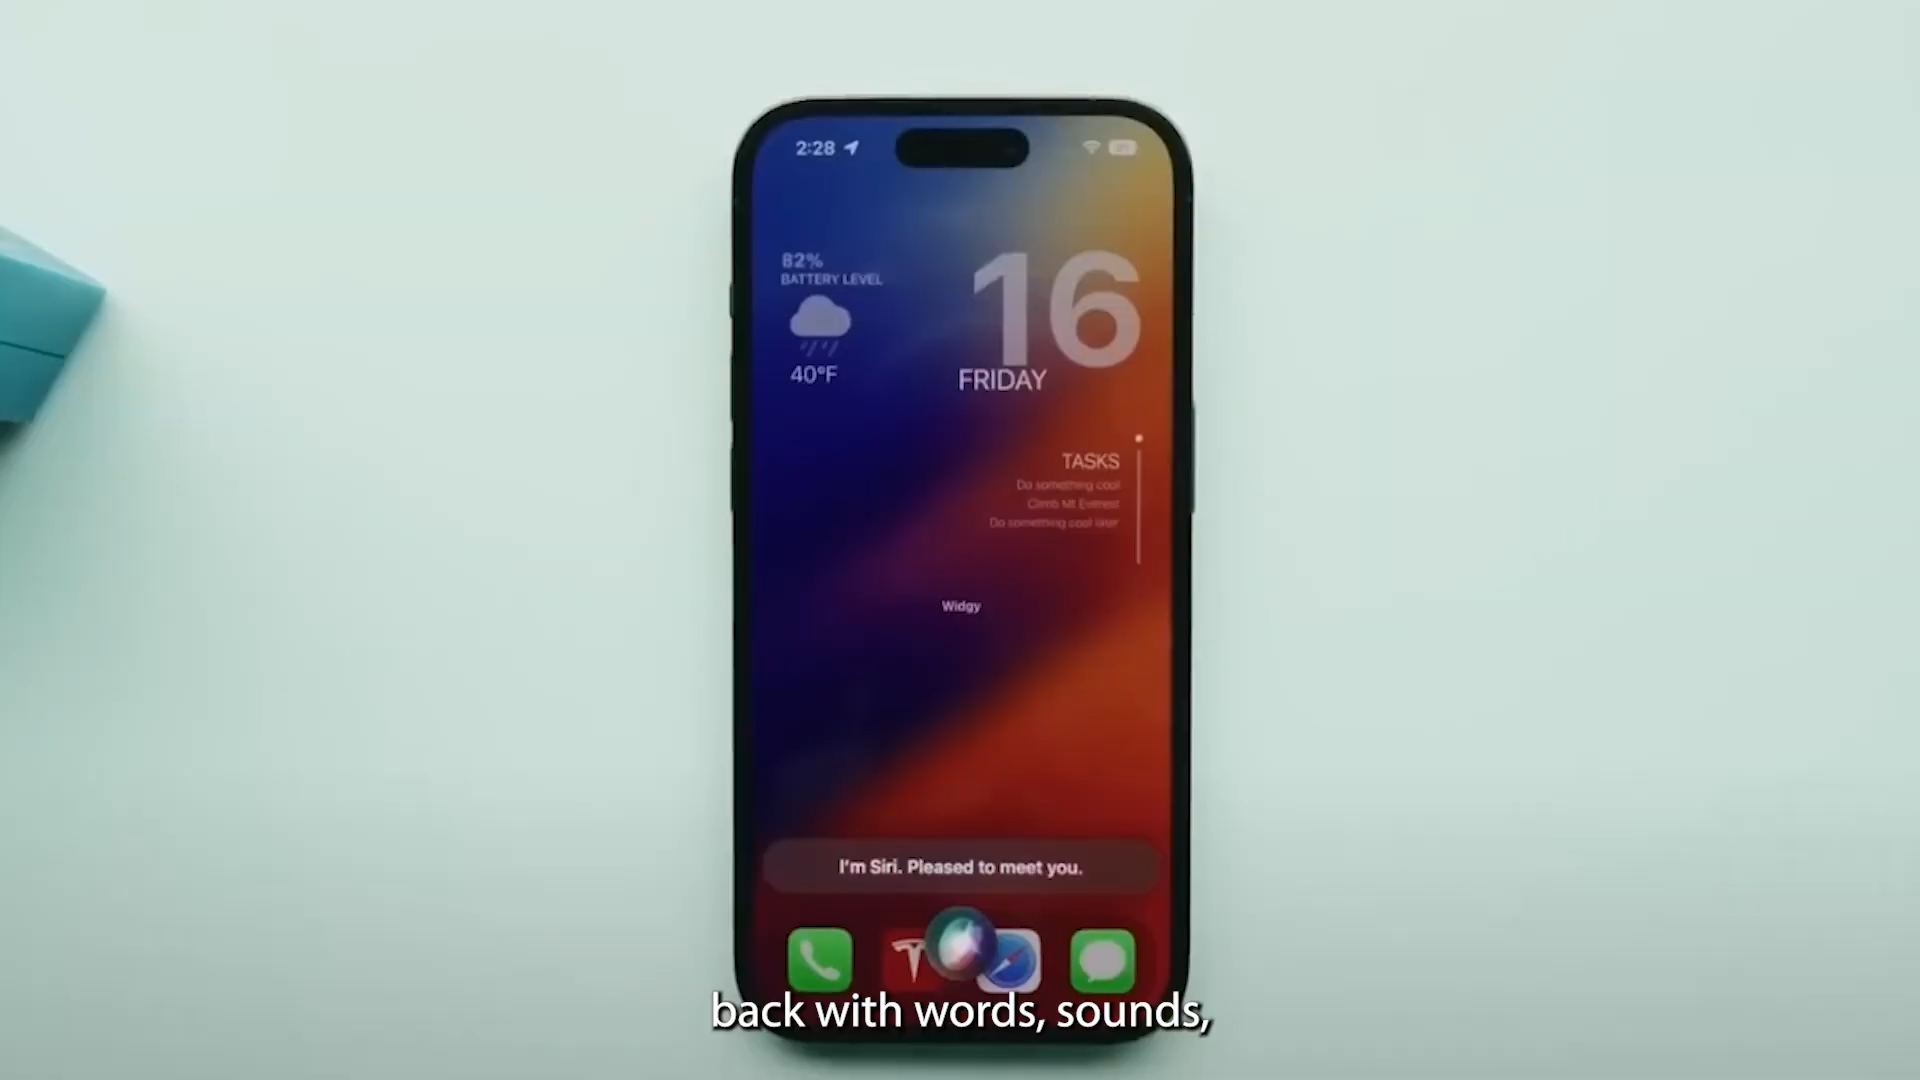 2:28
82%
BATTERY LEVEL
40°F
16
FRIDAY
TASKS
Do something cool
Climb Mt Everest
Do something cool later
Widgy
I'm Siri. Pleased to meet you.
back with words, sounds,